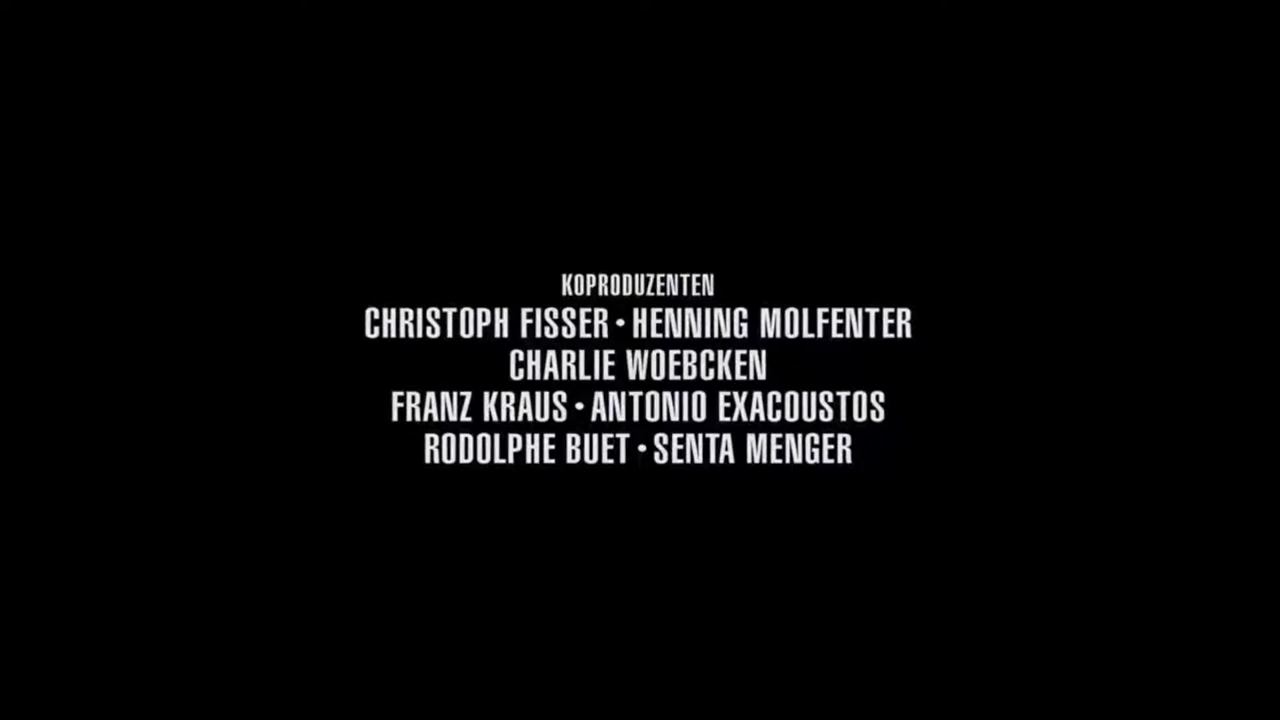 KOPRODUZENTEN
CHRISTOPH FISSER • HENNING MOLFENTER
CHARLIE WOEBCKEN
FRANZ KRAUS • ANTONIO EXACOUSTOS
RODOLPHE BUET • SENTA MENGER